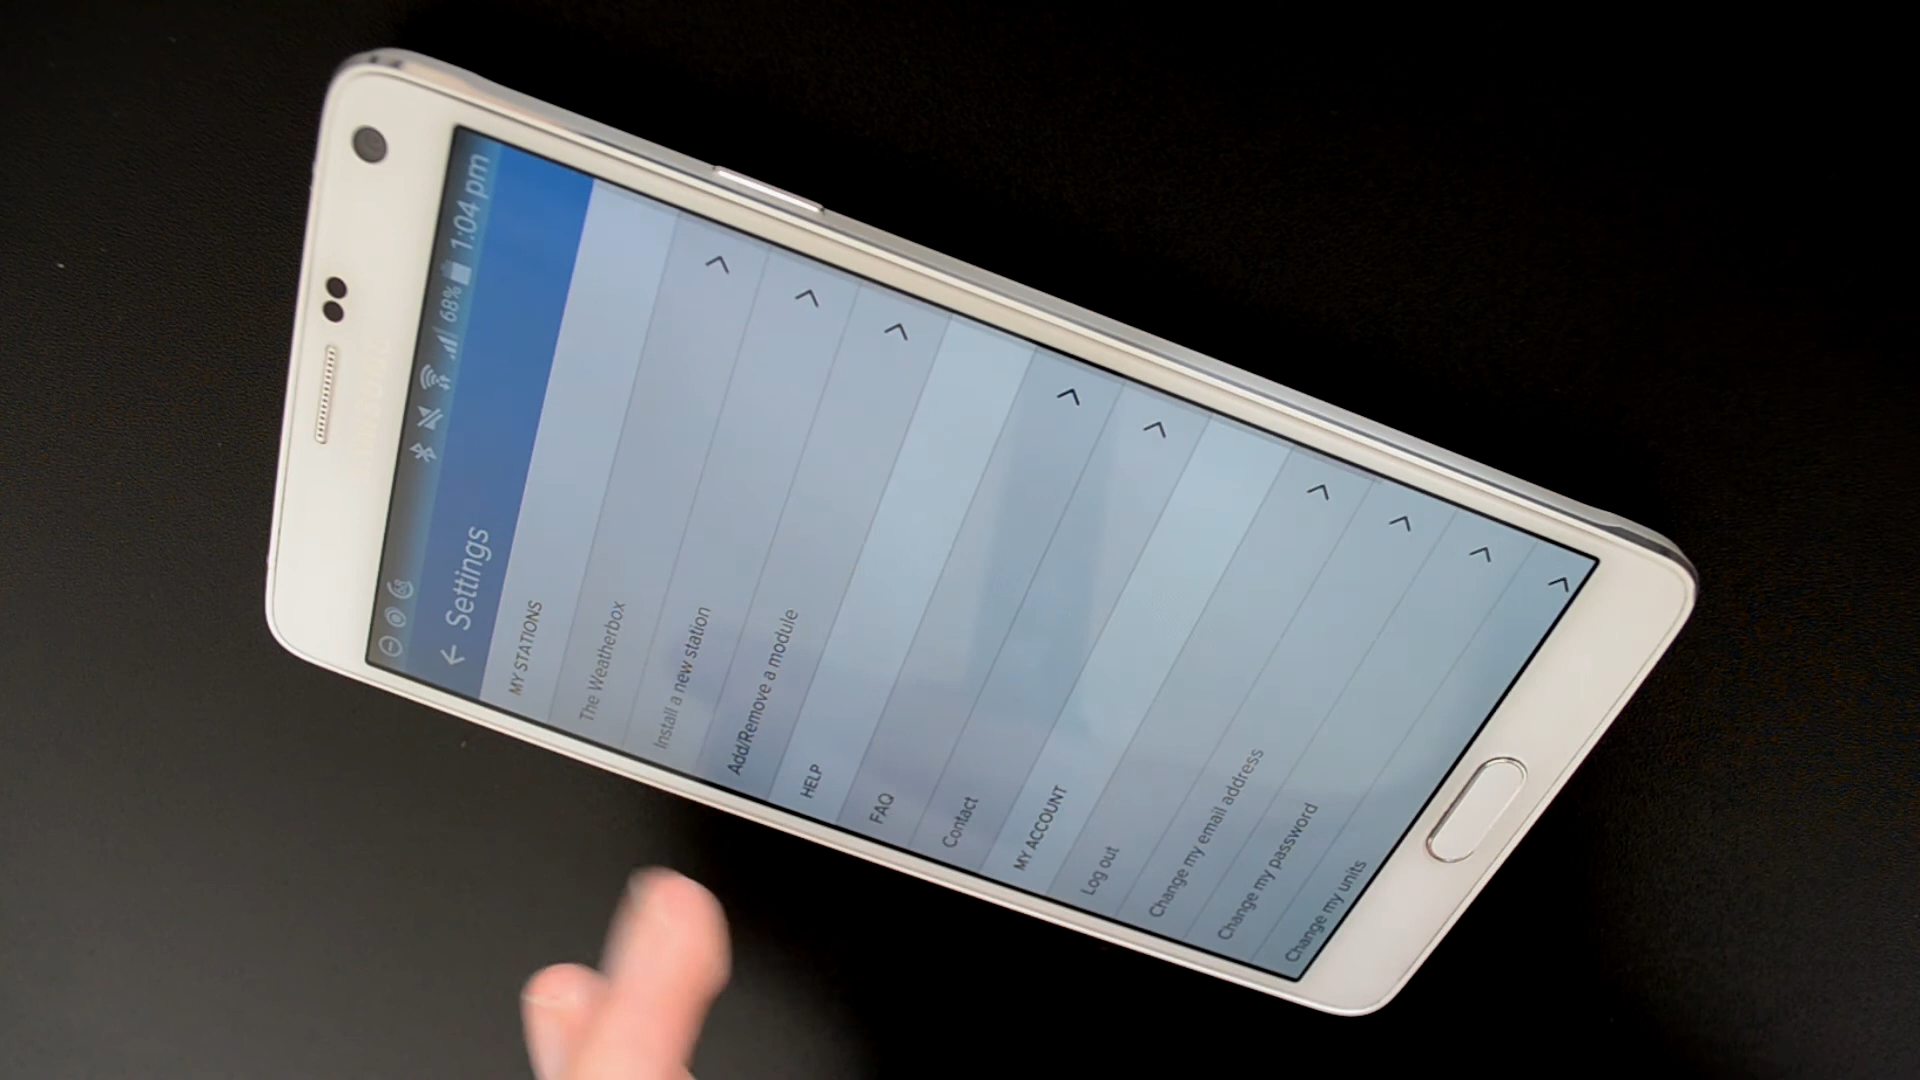 68% 1:04 pm
Settings
MY STATIONS
The Weatherbox
Install a new station
Add/Remove a module
HELP
FAQ
Contact
MY ACCOUNT
Log out
Change my email address
Change my password
Change my units